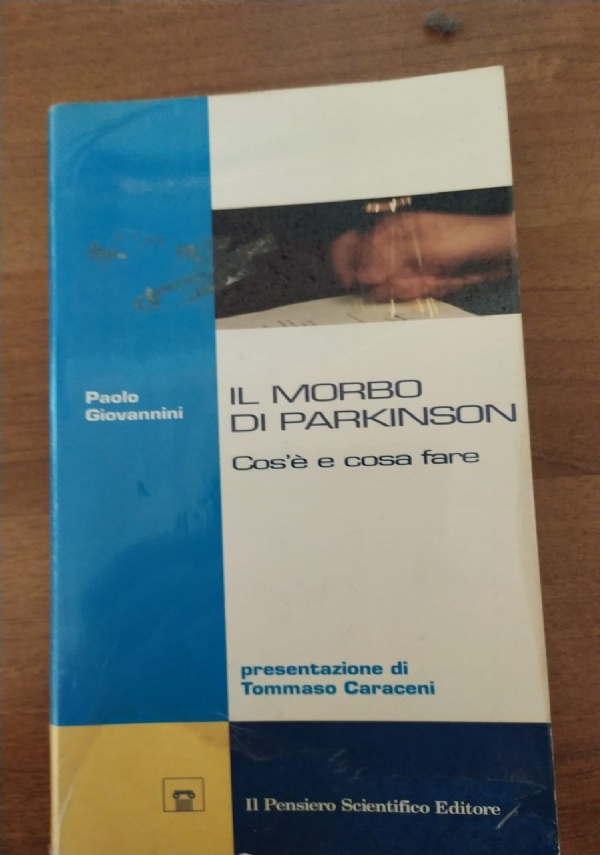 Paolo
Giovannini
IL MORBO
DI PARKINSON
Cos'è e cosa fare
presentazione di
Tommaso Caraceni
Il Pensiero Scientifico Editore